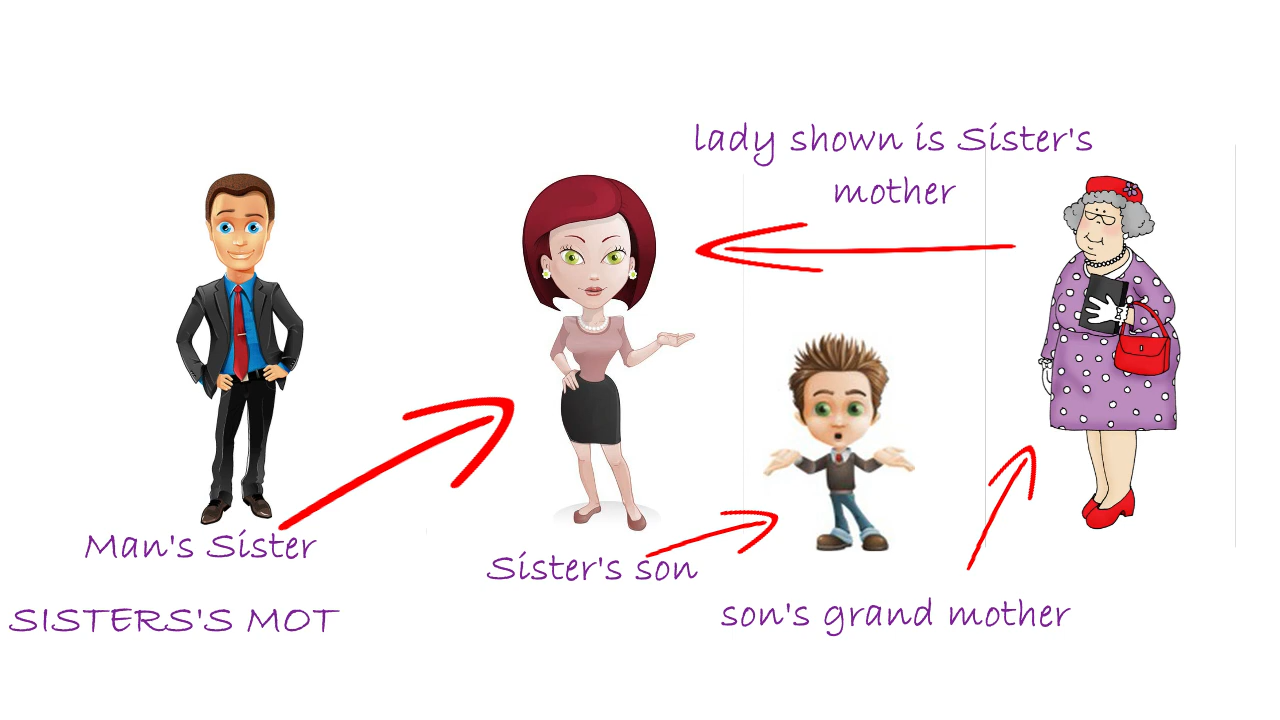 lady shown is Sister's
mother
Man's Sister
Sister's son
SISTERS'S MOT
son's grand mother